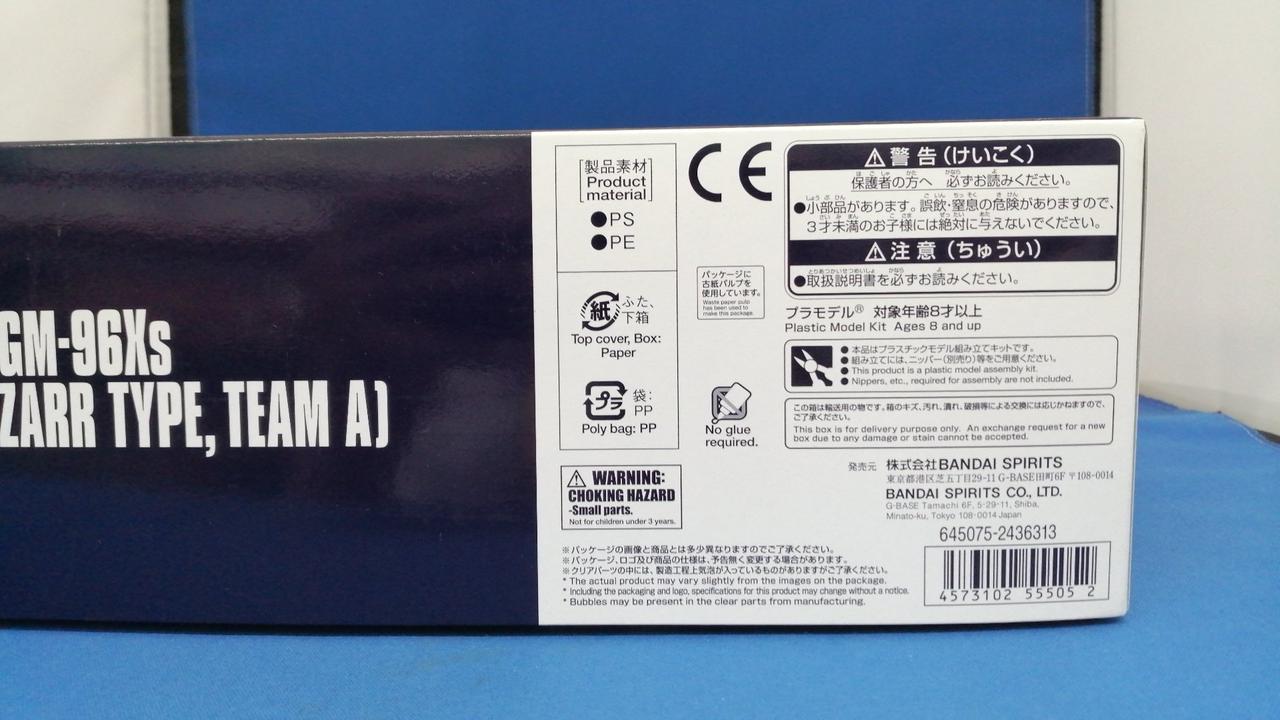 GM-96Xs
ZARR TYPE, TEAM A)
[製品素材]
Product
material
●PS
●PE
紙
ふた、
下箱
Top cover, Box:
Paper
プラ
袋:
PP
Poly bag: PP
WARNING:
CHOKING HAZARD
-Small parts.
Not for children under 3 years.
CE
パッケージに
古紙パルプを
使用しています。
Waste paper pulp
has been used to
make this package.
No glue
required.
警告(けいこく)
保護者の方へ 必ずお読みください。
●小部品があります。誤飲・窒息の危険がありますので、
3才未満のお子様には絶対に与えないでください。
注意(ちゅうい)
●取扱説明書を必ずお読みください。
プラモデル® 対象年齢8才以上
Plastic Model Kit Ages 8 and up
●本品はプラスチックモデル組み立てキットです。
●組み立てには、ニッパー(別売り)等をご用意ください。
●This product is a plastic model assembly kit.
●Nippers, etc., required for assembly are not included.
この箱は輸送用の物です。箱のキズ、汚れ、潰れ、破損等による交換には応じかねますので、
ご了承ください。
This box is for delivery purpose only. An exchange request for a new
box due to any damage or stain cannot be accepted.
発売元 株式会社BANDAI SPIRITS
東京都港区芝五丁目29-11 G-BASE田町6F 〒108-0014
BANDAI SPIRITS CO., LTD.
G-BASE Tamachi 6F, 5-29-11, Shiba,
Minato-ku, Tokyo 108-0014 Japan
645075-2436313
4573102 55505 2
※パッケージの画像と商品とは多少異なりますのでご了承ください。
※パッケージ、ロゴ及び商品の仕様は、予告無く変更する場合があります。
※クリアパーツの中には、製造工程上気泡が入っているものがありますがご了承ください。
* The actual product may vary slightly from the images on the package.
* Including the packaging and logo, specifications for this product may change without a notice.
* Bubbles may be present in the clear parts from manufacturing.